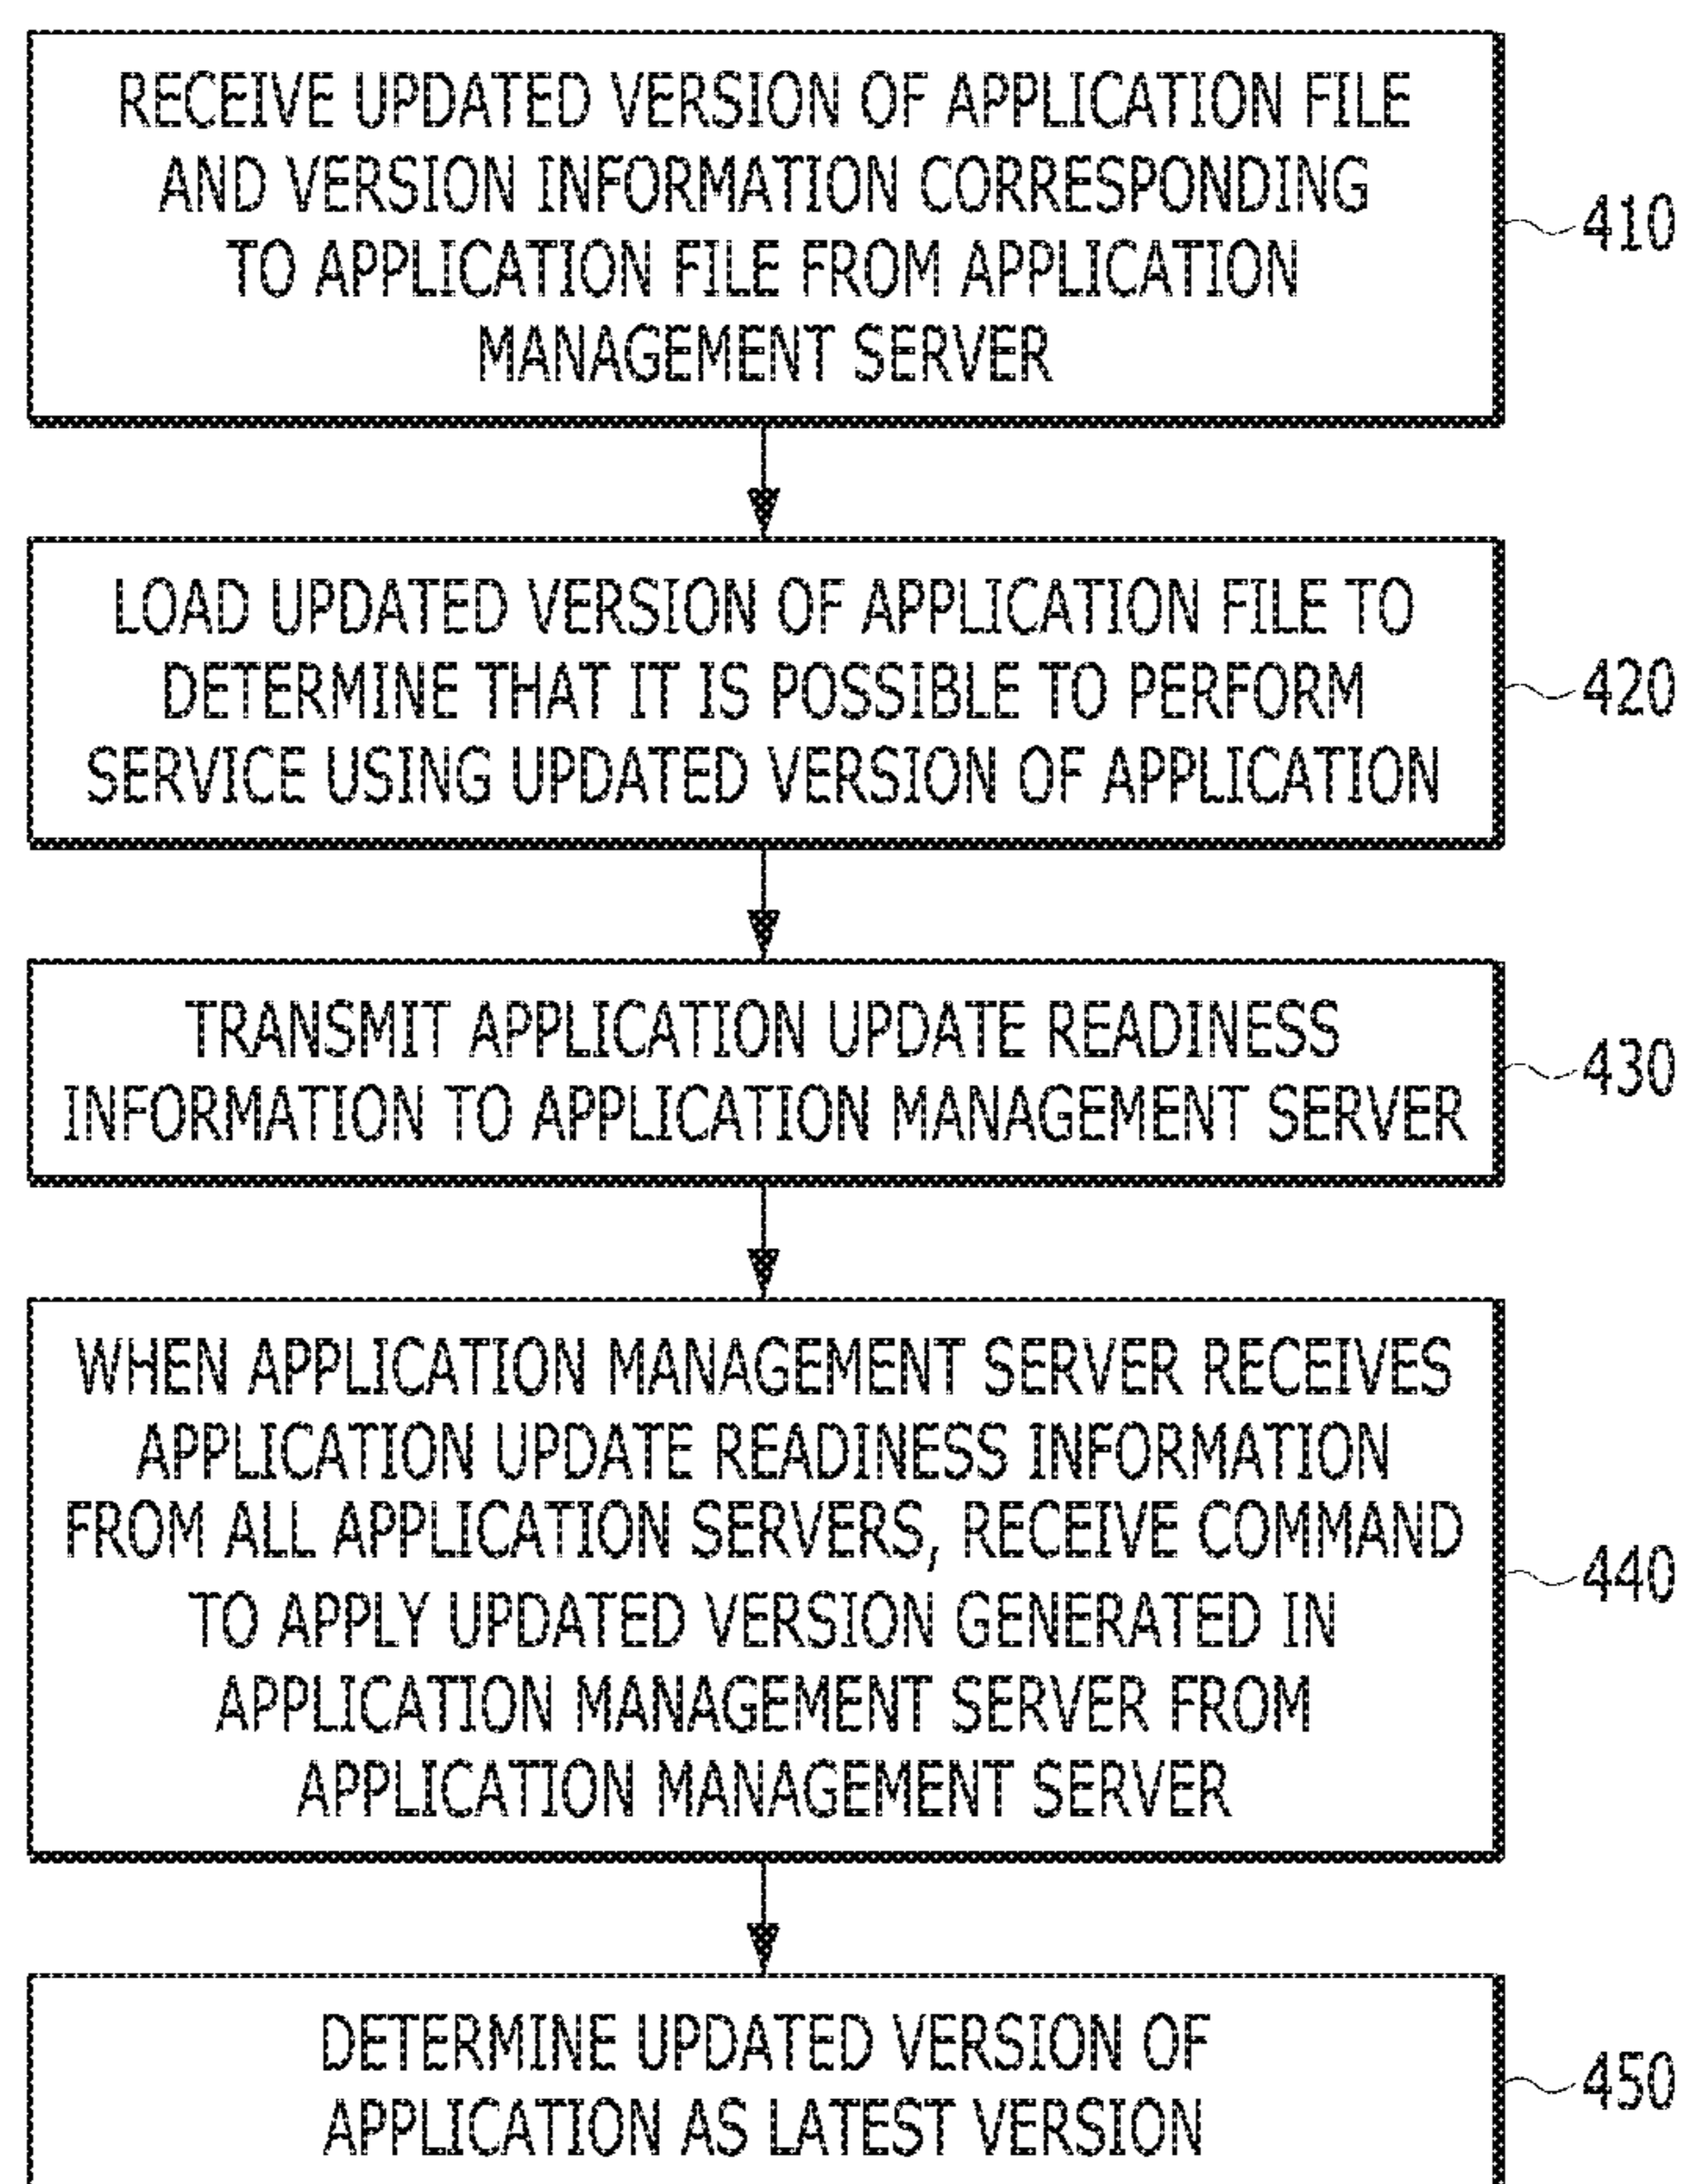 RECEIVE UPDATED VERSION OF APPLICATION FILE
AND VERSION INFORMATION CORRESPONDING
TO APPLICATION FILE FROM APPLICATION
MANAGEMENT SERVER
410
LOAD UPDATED VERSION OF APPLICATION FILE TO
DETERMINE THAT IT IS POSSIBLE TO PERFORM
SERVICE USING UPDATED VERSION OF APPLICATION
420
TRANSMIT APPLICATION UPDATE READINESS
INFORMATION TO APPLICATION MANAGEMENT SERVER
430
WHEN APPLICATION MANAGEMENT SERVER RECEIVES
APPLICATION UPDATE READINESS INFORMATION
FROM ALL APPLICATION SERVERS, RECEIVE COMMAND
TO APPLY UPDATED VERSION GENERATED IN
APPLICATION MANAGEMENT SERVER FROM
APPLICATION MANAGEMENT SERVER
440
DETERMINE UPDATED VERSION OF
APPLICATION AS LATEST VERSION
450